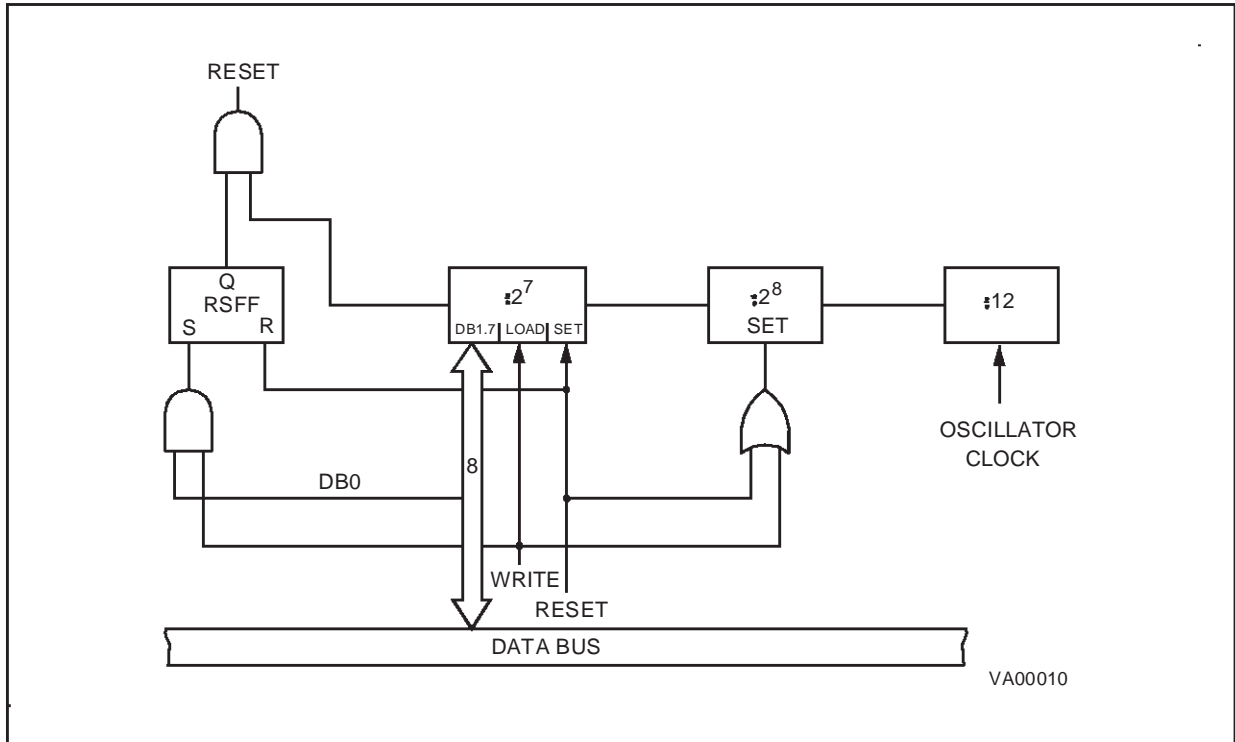 RESET
Q
RSFF
S
R
÷2⁷
DB1.7 LOAD SET
÷2⁸
SET
÷12
OSCILLATOR
CLOCK
DB0
8
WRITE
RESET
DATA BUS
VA00010